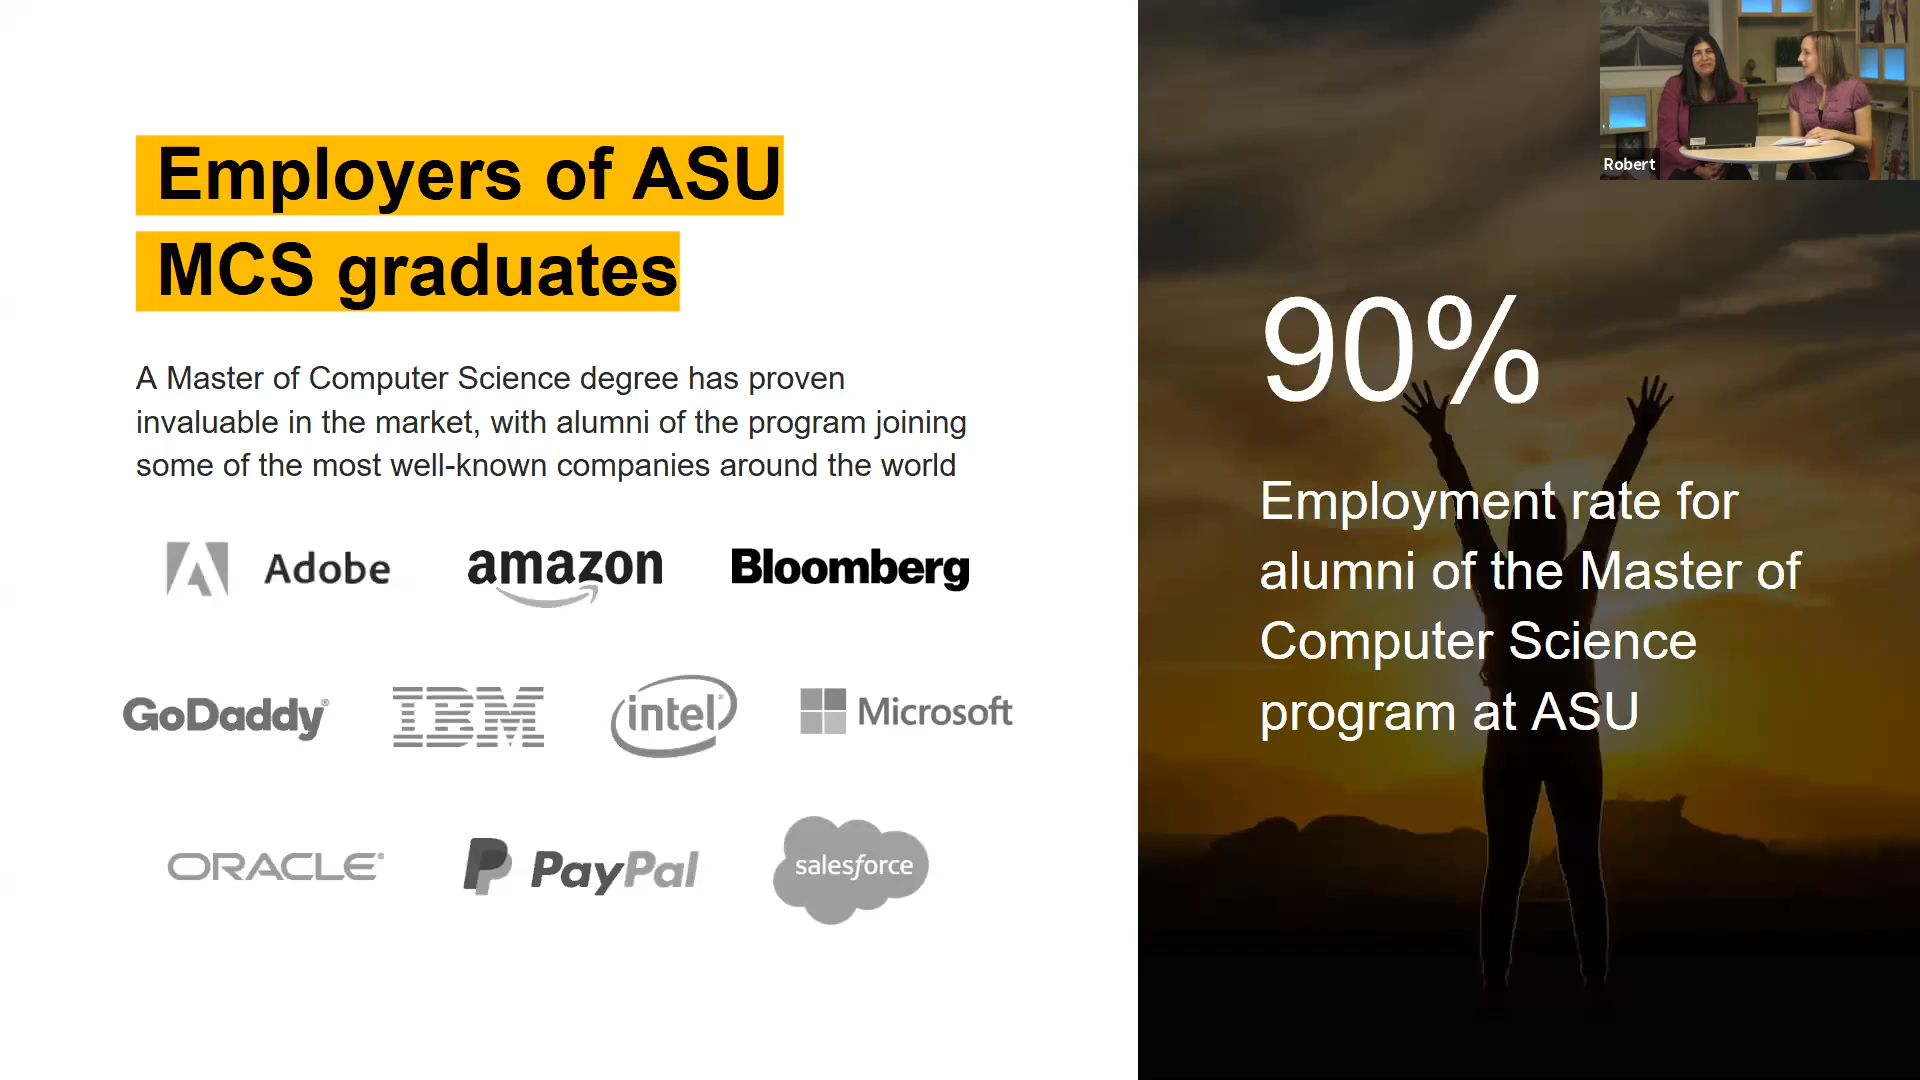 Employers of ASU
MCS graduates
A Master of Computer Science degree has proven
invaluable in the market, with alumni of the program joining
some of the most well-known companies around the world
Adobe
amazon
Bloomberg
GoDaddy®
IBM
intel
Microsoft
ORACLE®
PayPal
salesforce
90%
Employment rate for
alumni of the Master of
Computer Science
program at ASU
Robert